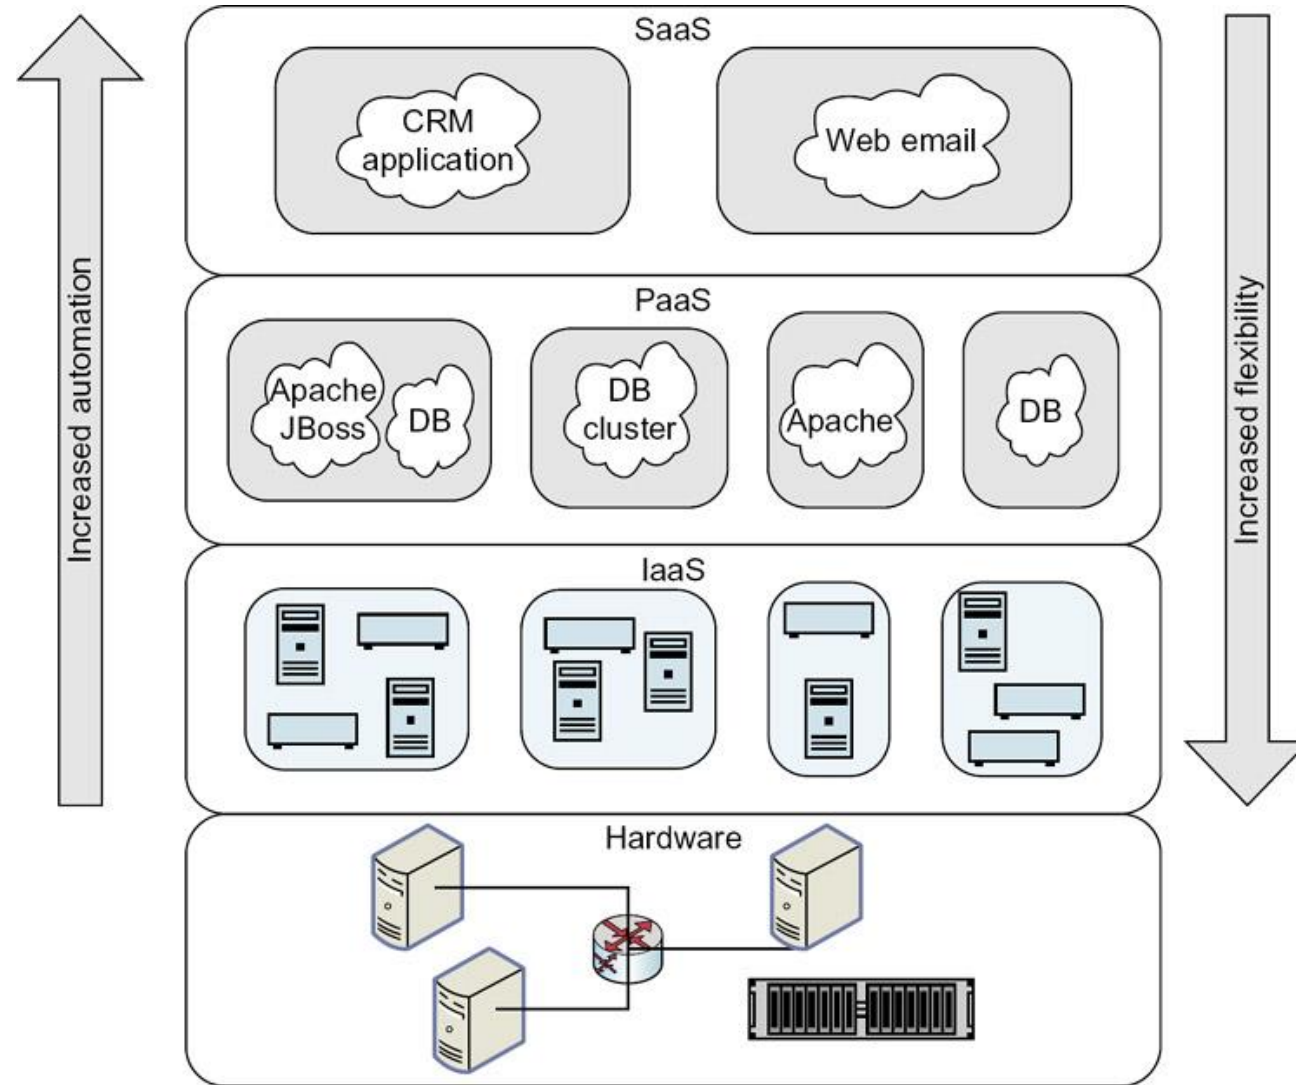 SaaS
CRM
application
Web email
Increased automation
Increased flexibility
PaaS
Apache
JBoss
DB
DB
cluster
Apache
DB
IaaS
Hardware